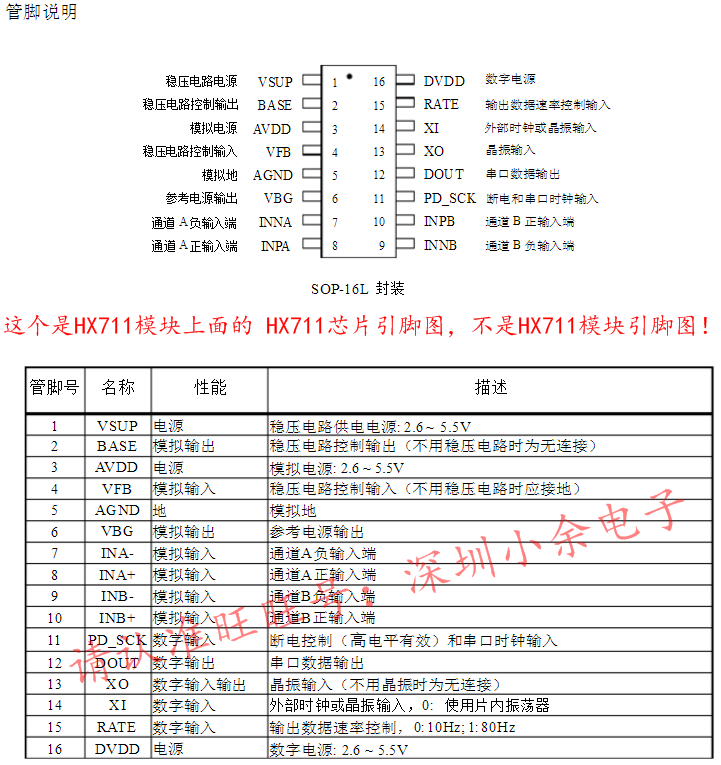 管脚说明
稳压电路电源 VSUP 1 16 DVDD 数字电源
稳压电路控制输出 BASE 2 15 RATE 输出数据速率控制输入
模拟电源 AVDD 3 14 XI 外部时钟或晶振输入
稳压电路控制输入 VFB 4 13 XO 晶振输入
模拟地 AGND 5 12 DOUT 串口数据输出
参考电源输出 VBG 6 11 PD_SCK 断电和串口时钟输入
通道 A 负输入端 INNA 7 10 INPB 通道 B 正输入端
通道 A 正输入端 INPA 8 9 INNB 通道 B 负输入端
SOP-16L 封装
这个是HX711模块上面的 HX711芯片引脚图，不是HX711模块引脚图！
管脚号 名称 性能 描述
1 VSUP 电源 稳压电路供电电源: 2.6 ~ 5.5V
2 BASE 模拟输出 稳压电路控制输出（不用稳压电路时为无连接）
3 AVDD 电源 模拟电源: 2.6 ~ 5.5V
4 VFB 模拟输入 稳压电路控制输入（不用稳压电路时应接地）
5 AGND 地 模拟地
6 VBG 模拟输出 参考电源输出
7 INA- 模拟输入 通道A负输入端
8 INA+ 模拟输入 通道A正输入端
9 INB- 模拟输入 通道B负输入端
10 INB+ 模拟输入 通道B正输入端
11 PD_SCK 数字输入 断电控制（高电平有效）和串口时钟输入
12 DOUT 数字输出 串口数据输出
13 XO 数字输入输出 晶振输入（不用晶振时为无连接）
14 XI 数字输入 外部时钟或晶振输入，0: 使用片内振荡器
15 RATE 数字输入 输出数据速率控制，0:10Hz; 1:80Hz
16 DVDD 电源 数字电源: 2.6 ~ 5.5V
请认准旺旺号：深圳小余电子